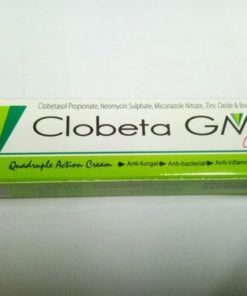 Clobetasol Propionate, Neomycin Sulphate, Miconazole Nitrate, Zinc Oxide &
Clobeta GM
Quadruple Action Cream Anti-fungal Anti-bacterial